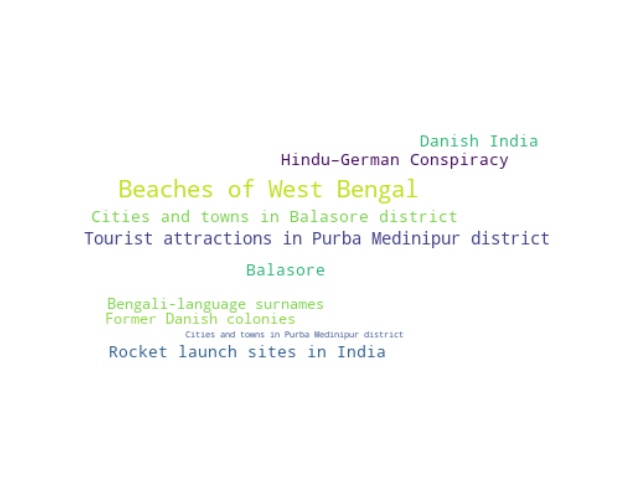 Danish India
Hindu–German Conspiracy
Beaches of West Bengal
Cities and towns in Balasore district
Tourist attractions in Purba Medinipur district
Balasore
Bengali-language surnames
Former Danish colonies
Cities and towns in Purba Medinipur district
Rocket launch sites in India